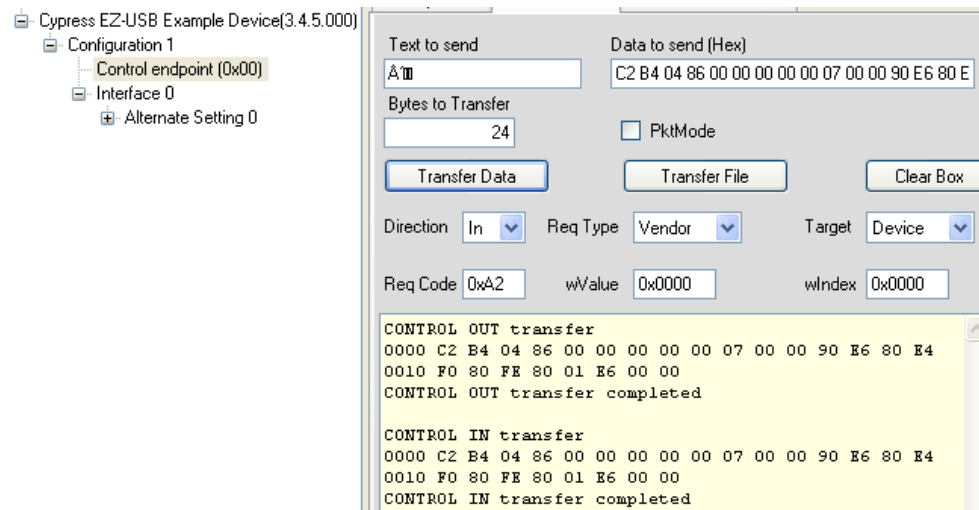 Cypress EZ-USB Example Device(3.4.5.000)
Configuration 1
Control endpoint (0x00)
Interface 0
Alternate Setting 0
Text to send
Data to send (Hex)
C2 B4 04 86 00 00 00 00 00 07 00 00 90 E6 80 E
Bytes to Transfer
24
PktMode
Transfer Data
Transfer File
Clear Box
Direction In Req Type Vendor Target Device
Req Code 0xA2 wValue 0x0000 wIndex 0x0000
CONTROL OUT transfer
0000 C2 B4 04 86 00 00 00 00 00 07 00 00 90 E6 80 E4
0010 F0 80 FE 80 01 E6 00 00
CONTROL OUT transfer completed
CONTROL IN transfer
0000 C2 B4 04 86 00 00 00 00 00 07 00 00 90 E6 80 E4
0010 F0 80 FE 80 01 E6 00 00
CONTROL IN transfer completed